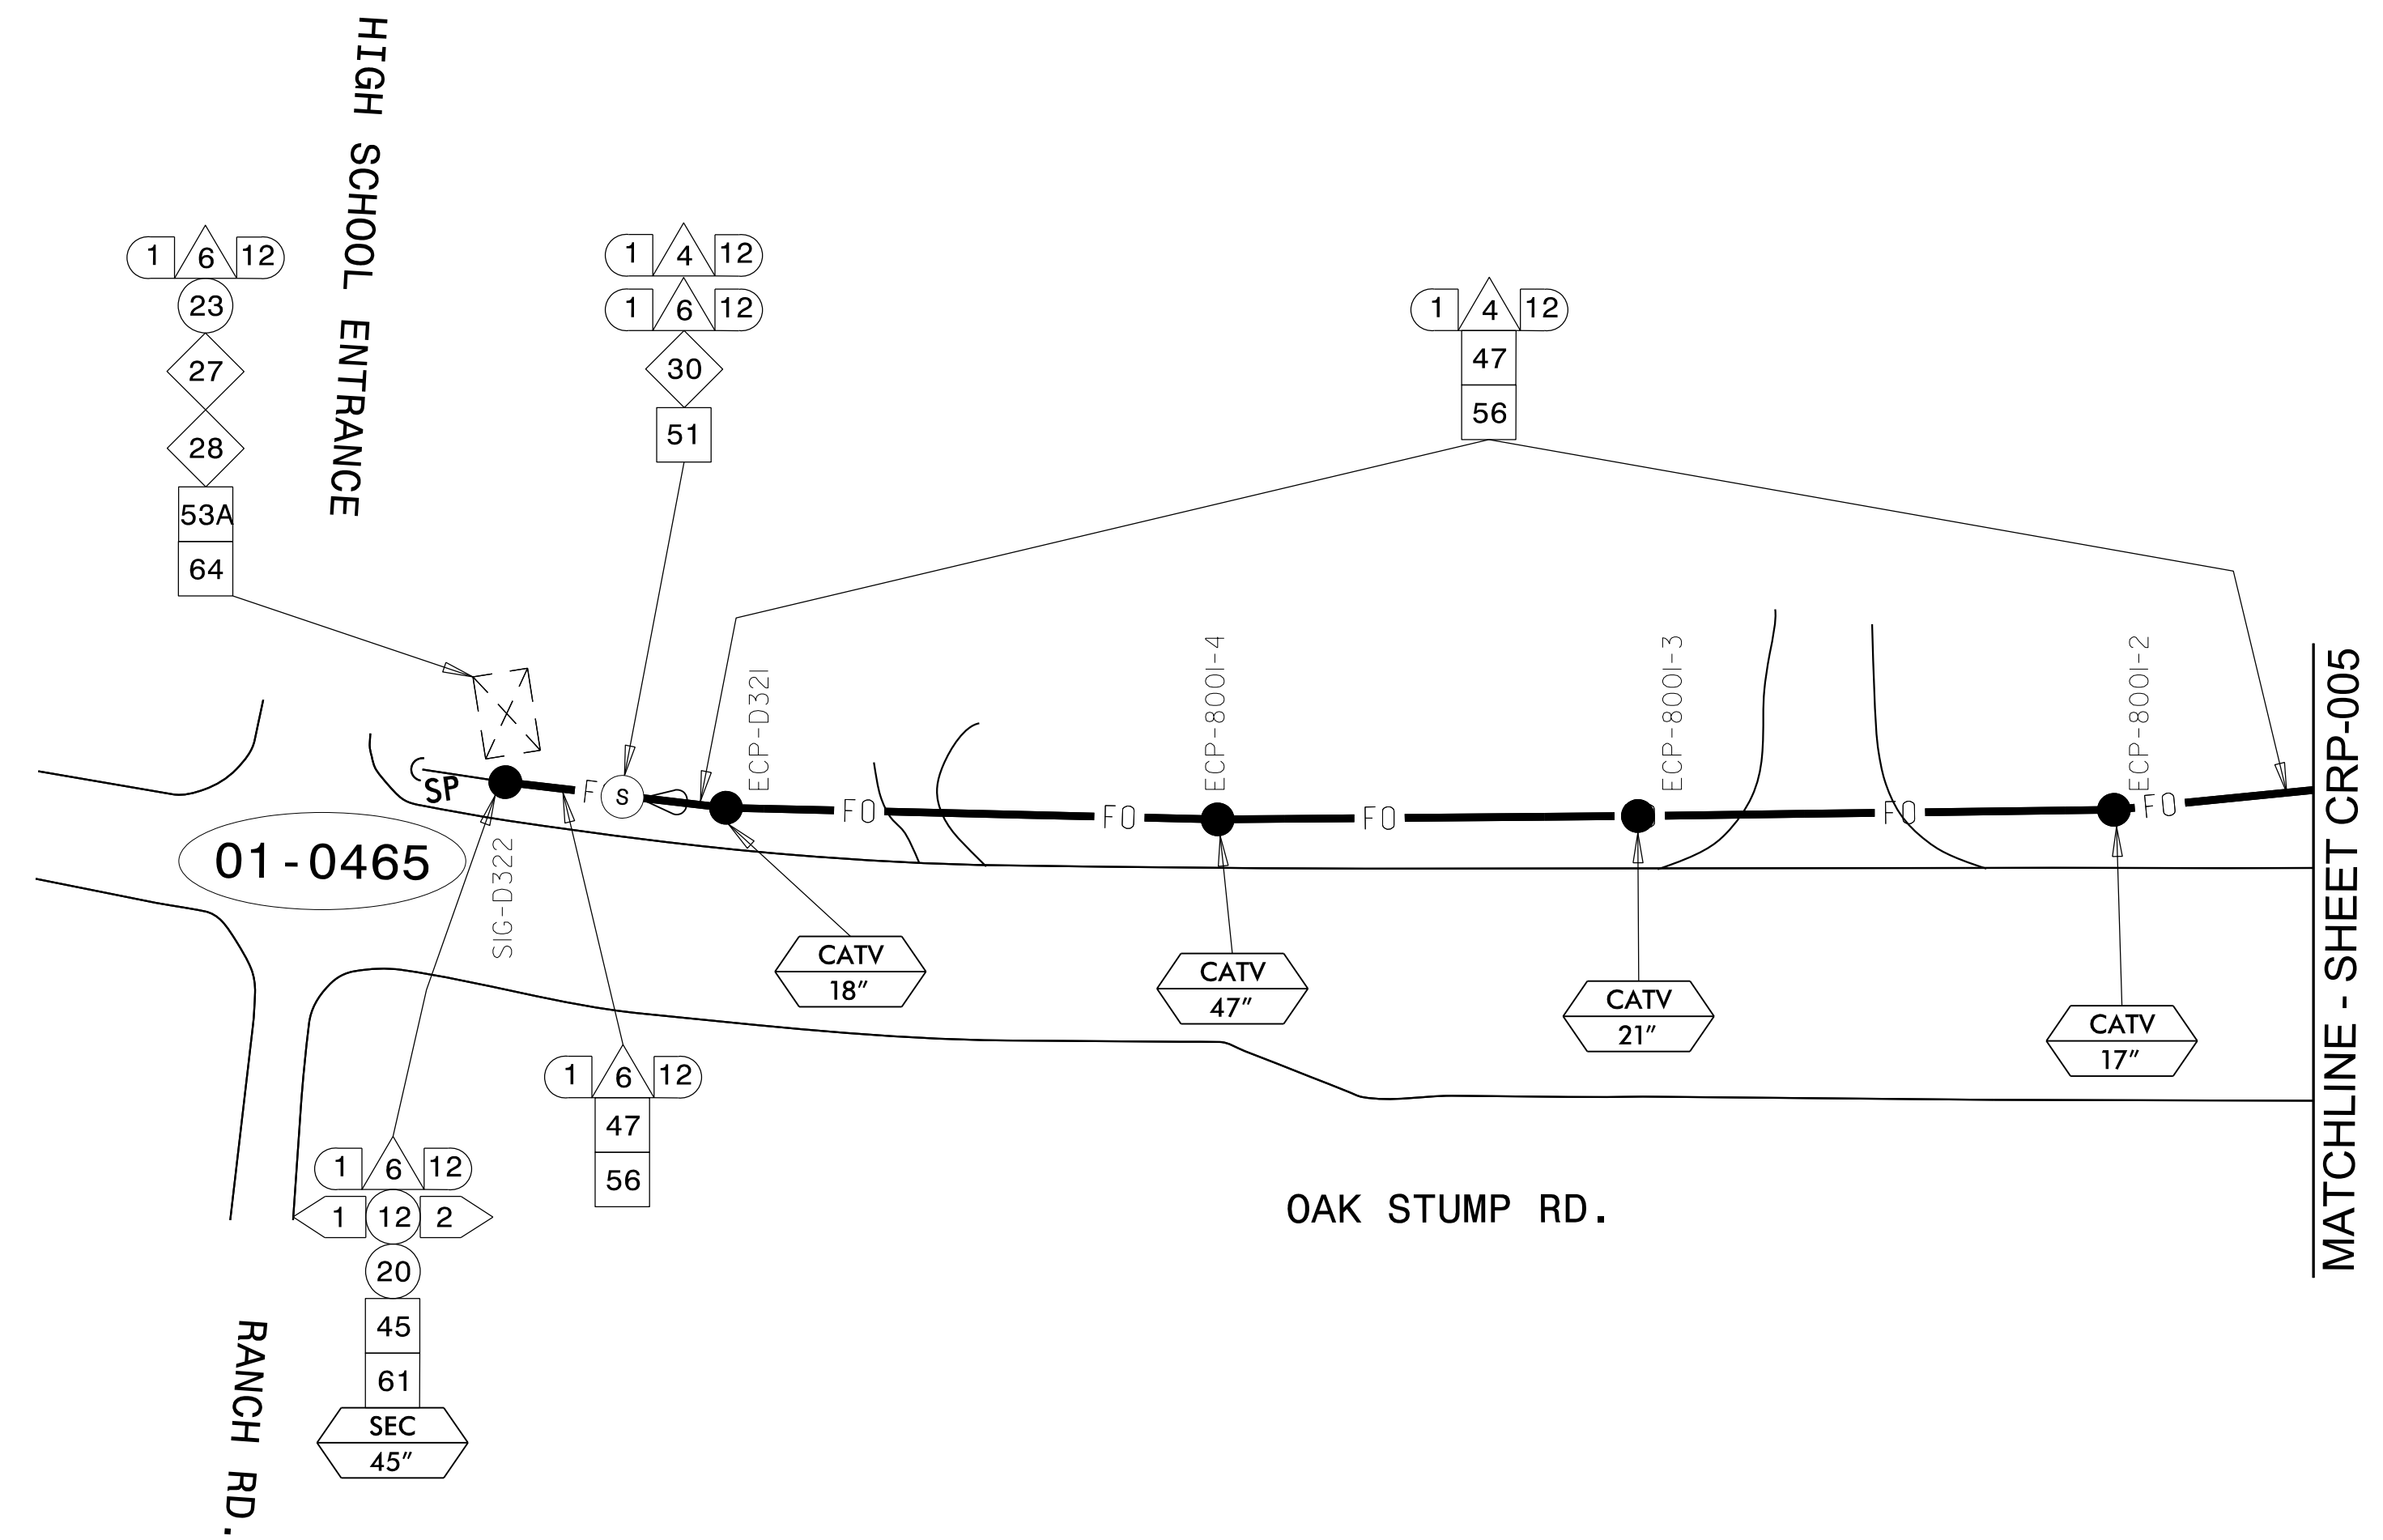 HIGH SCHOOL ENTRANCE
1 6 12
23
27
28
53A
64
1 4 12
1 6 12
30
51
1 4 12
47
56
SP
F
S
FO
FO
FO
FO
FO
ECP-D321
ECP-8001-4
ECP-8001-3
ECP-8001-2
SIG-D322
01-0465
CATV
18"
CATV
47"
CATV
21"
CATV
17"
1 6 12
47
56
1 6 12
1 12 2
20
45
61
SEC
45"
OAK STUMP RD.
RANCH RD.
MATCHLINE - SHEET CRP-005